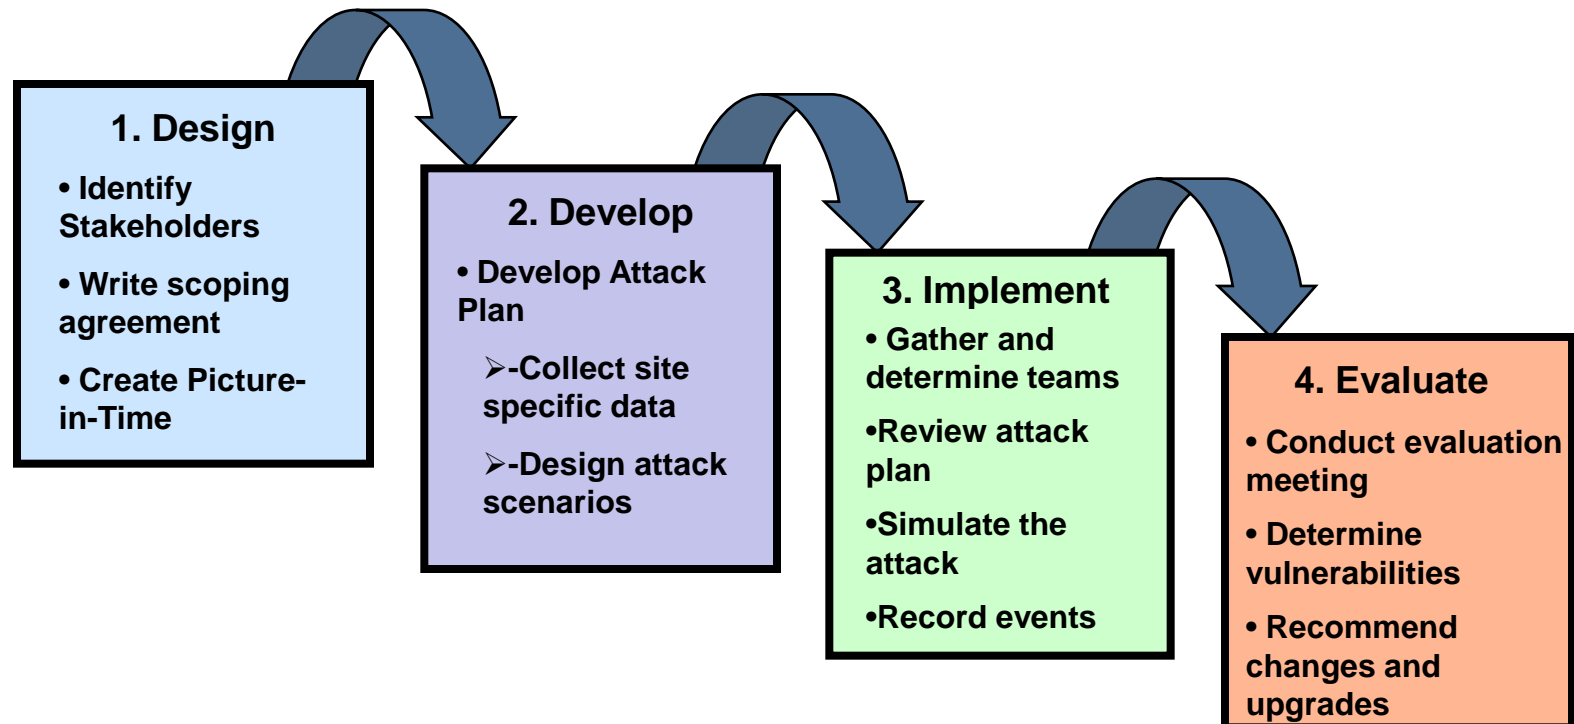 1. Design
• Identify
Stakeholders
• Write scoping
agreement
• Create Picture-
in-Time
2. Develop
• Develop Attack
Plan
➢-Collect site
specific data
➢-Design attack
scenarios
3. Implement
• Gather and
determine teams
•Review attack
plan
•Simulate the
attack
•Record events
4. Evaluate
• Conduct evaluation
meeting
• Determine
vulnerabilities
• Recommend
changes and
upgrades